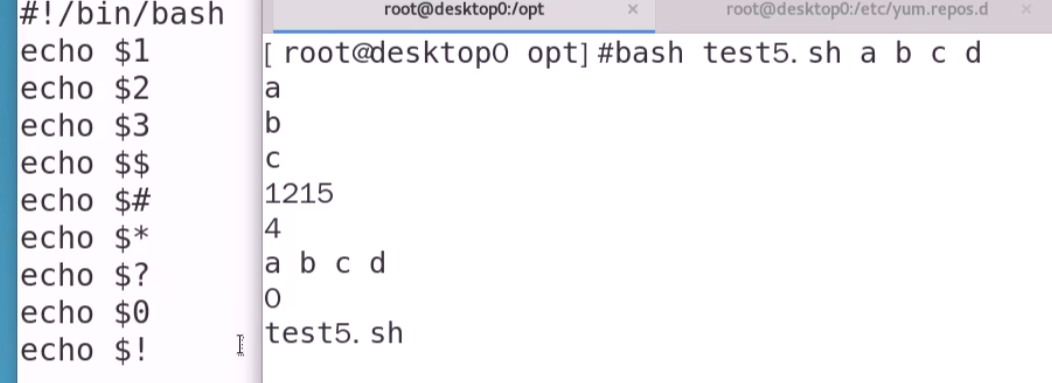 #!/bin/bash
echo $1
echo $2
echo $3
echo $$
echo $#
echo $*
echo $?
echo $0
echo $!
root@desktop0:/opt ×
root@desktop0:/etc/yum.repos.d ×
[root@desktop0 opt]#bash test5.sh a b c d
a
b
c
1215
4
a b c d
0
test5.sh